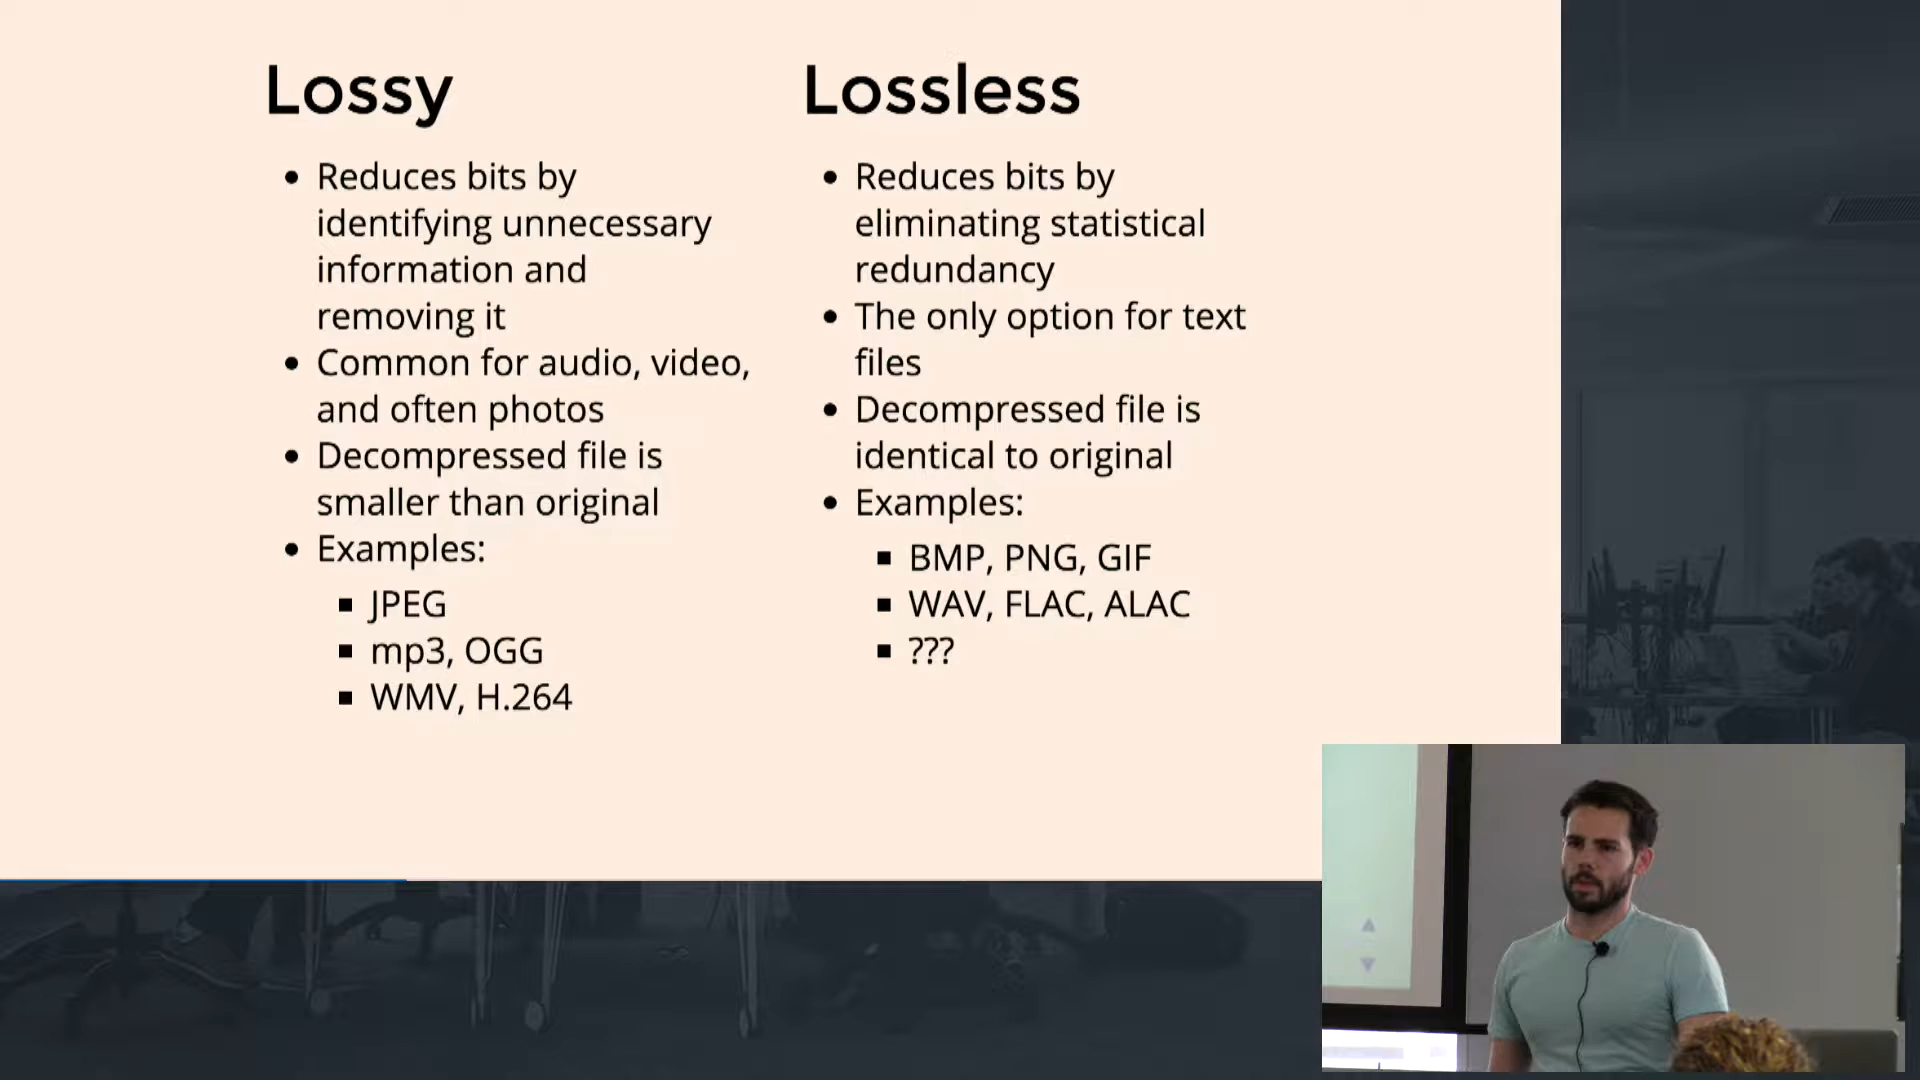 Lossy
• Reduces bits by
identifying unnecessary
information and
removing it
• Common for audio, video,
and often photos
• Decompressed file is
smaller than original
• Examples:
▪ JPEG
▪ mp3, OGG
▪ WMV, H.264
Lossless
• Reduces bits by
eliminating statistical
redundancy
• The only option for text
files
• Decompressed file is
identical to original
• Examples:
▪ BMP, PNG, GIF
▪ WAV, FLAC, ALAC
▪ ???